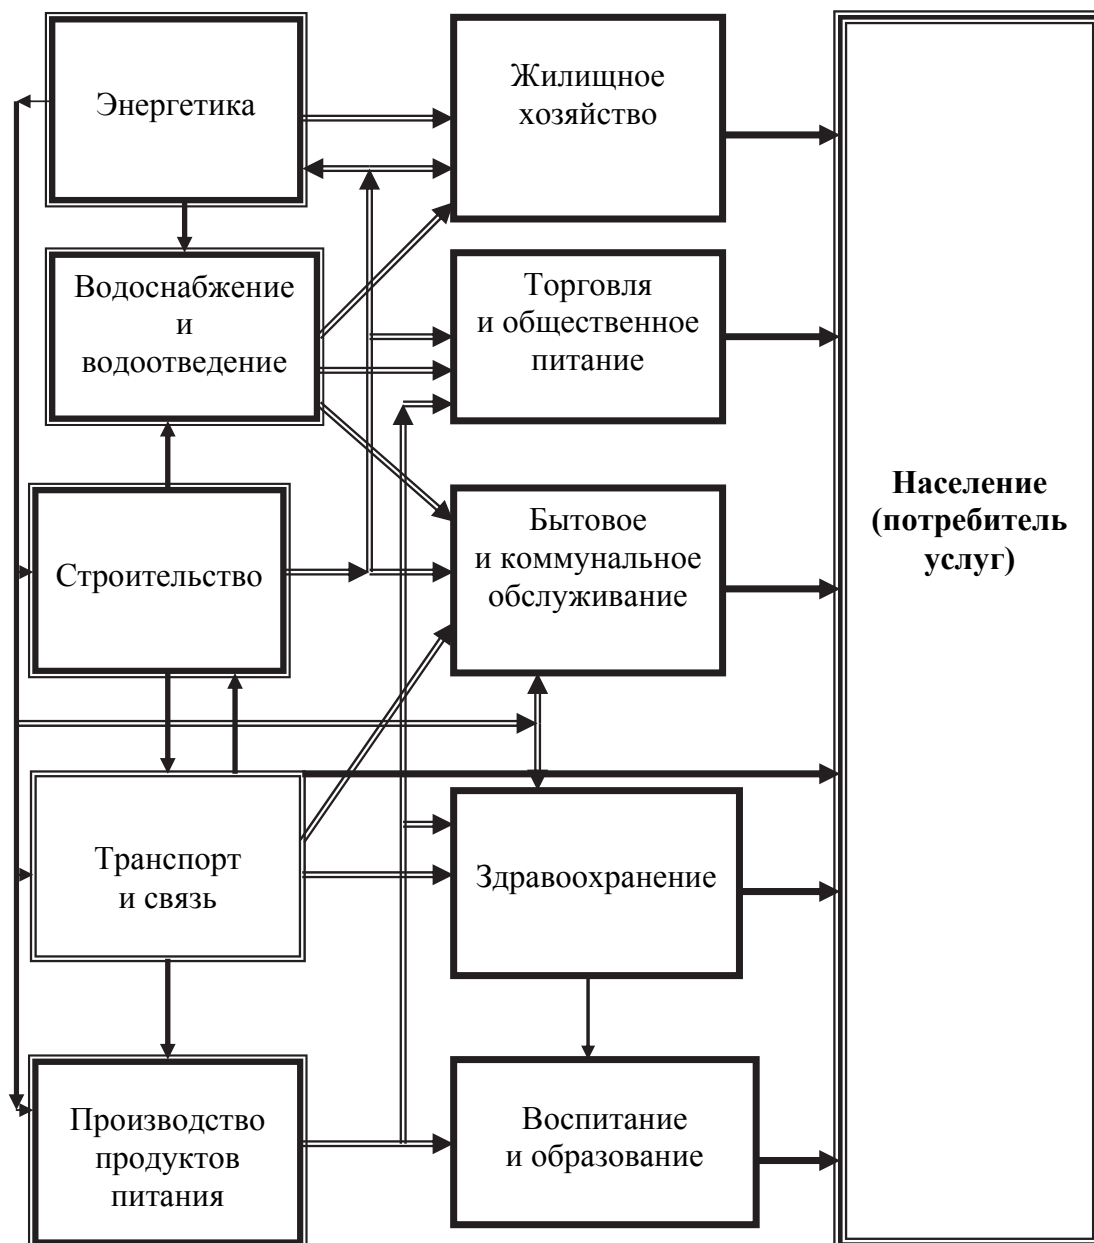 Энергетика
Жилищное
хозяйство
Водоснабжение
и
водоотведение
Торговля
и общественное
питание
Население
(потребитель
услуг)
Строительство
Бытовое
и коммунальное
обслуживание
Транспорт
и связь
Здравоохранение
Производство
продуктов
питания
Воспитание
и образование